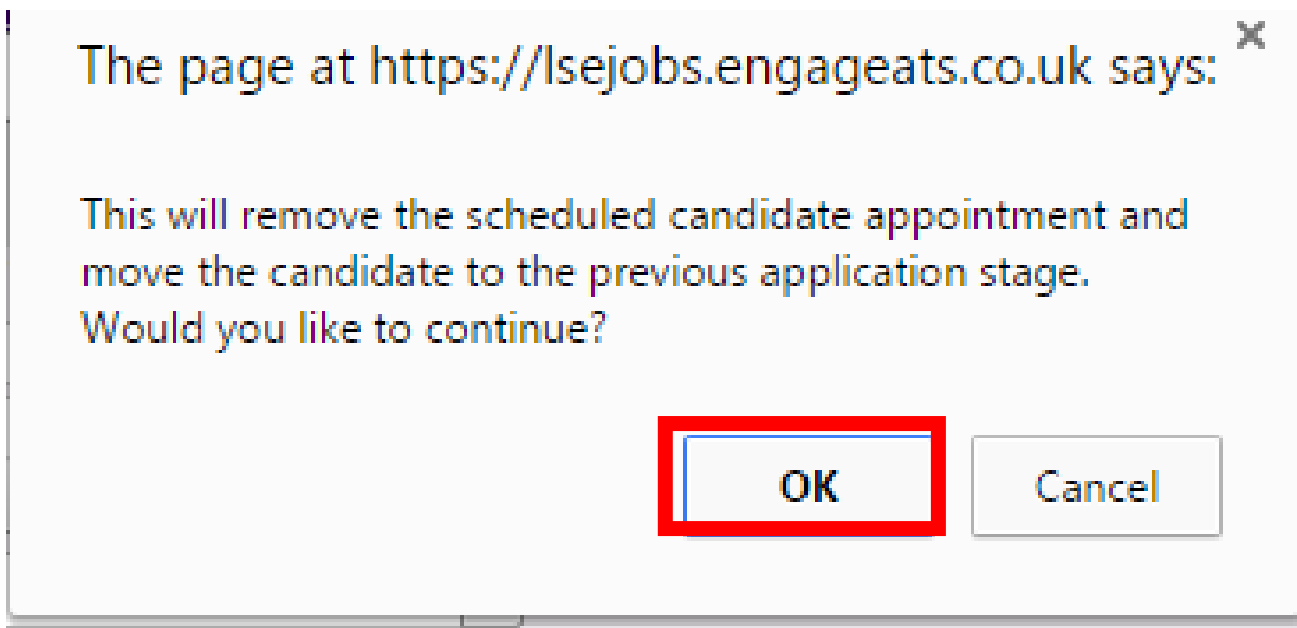 The page at https://lsejobs.engageats.co.uk says:
This will remove the scheduled candidate appointment and
move the candidate to the previous application stage.
Would you like to continue?
OK
Cancel